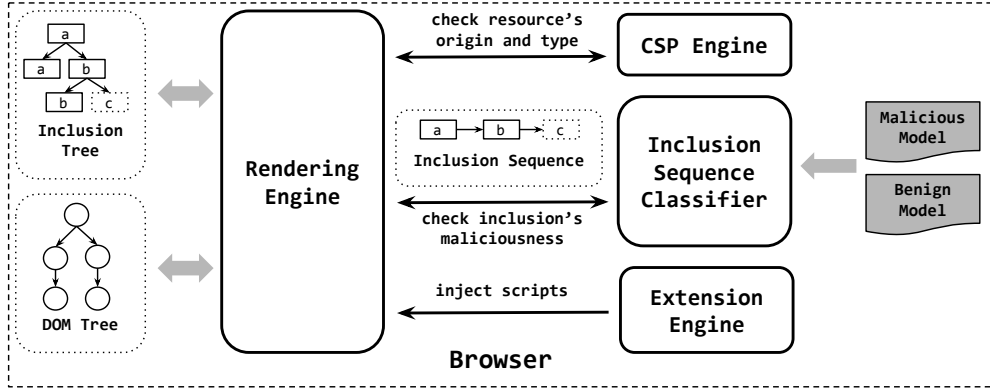 a
a
b
b
c
Inclusion
Tree
DOM Tree
Rendering
Engine
check resource's
origin and type
a
b
c
Inclusion Sequence
check inclusion's
maliciousness
inject scripts
CSP Engine
Inclusion
Sequence
Classifier
Extension
Engine
Malicious
Model
Benign
Model
Browser